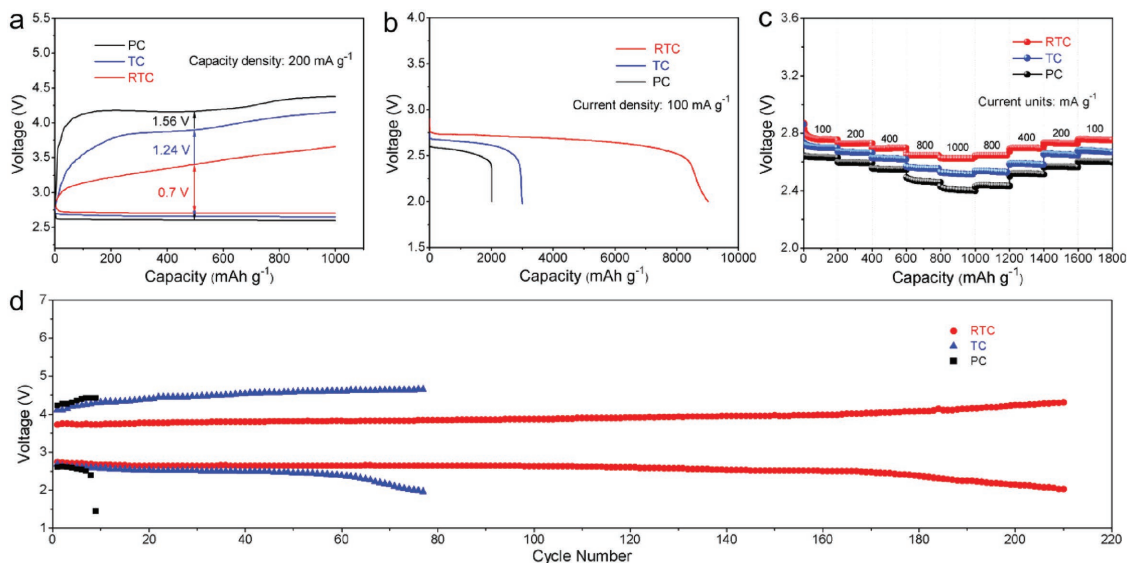 a
5.5
5.0
4.5
4.0
3.5
3.0
2.5
Voltage (V)
PC
TC
RTC
Capacity density: 200 mA g⁻¹
1.56 V
1.24 V
0.7 V
0 200 400 600 800 1000
Capacity (mAh g⁻¹)
b
4.0
3.5
3.0
2.5
2.0
1.5
Voltage (V)
RTC
TC
PC
Current density: 100 mA g⁻¹
0 2000 4000 6000 8000 10000
Capacity (mAh g⁻¹)
c
3.6
3.2
2.8
2.4
2.0
Voltage (V)
RTC
TC
PC
Current units: mA g⁻¹
100 200 400 800 1000 800 400 200 100
0 200 400 600 800 1000 1200 1400 1600 1800
Capacity (mAh g⁻¹)
d
7
6
5
4
3
2
1
Voltage (V)
RTC
TC
PC
0 20 40 60 80 100 120 140 160 180 200 220
Cycle Number